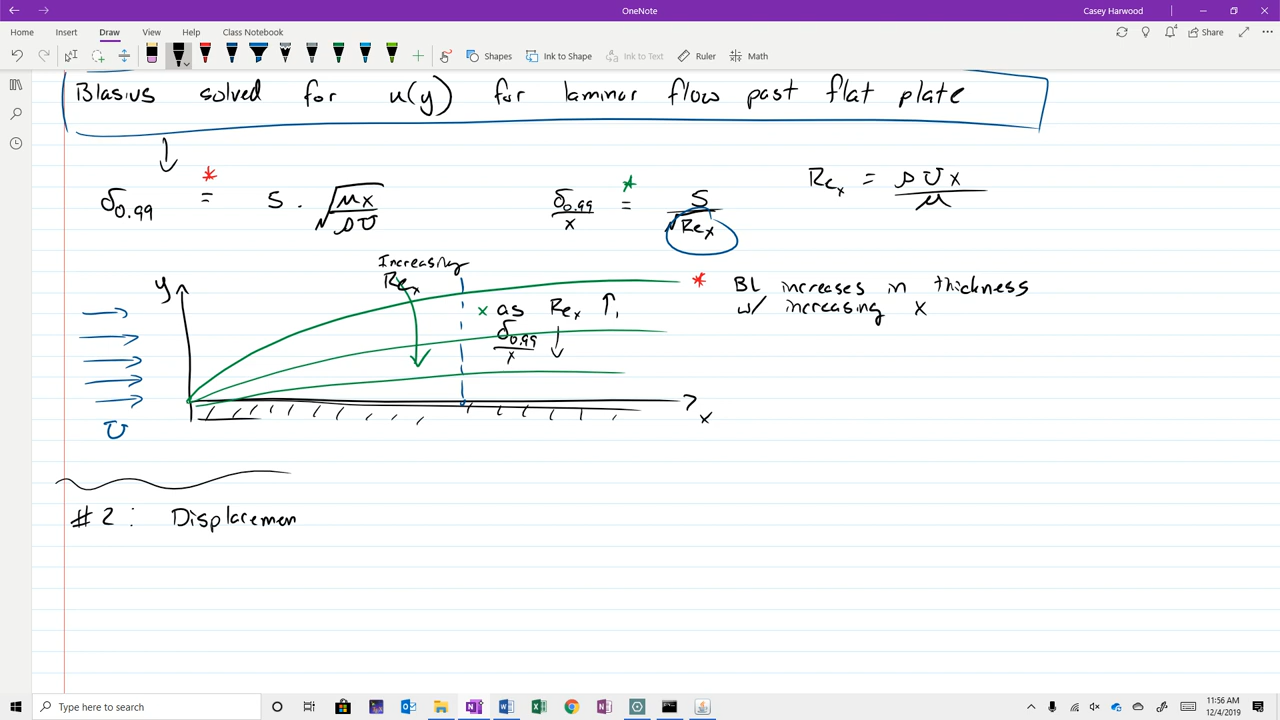 OneNote
Casey Harwood
Home Insert Draw View Help Class Notebook
Share
Shapes Ink to Shape Ink to Text Ruler Math
Blasius solved for u(y) for laminar flow past flat plate
δ0.99 = 5 · √(μx/ρU)
δ0.99/x = 5/√Rex
Rex = ρUx/μ
Increasing
Rex
y
* BL increases in thickness
w/ increasing x
x as Rex ↑,
δ0.99/x ↓
x
U
#2: Displacemen
Type here to search
11:56 AM
12/4/2019